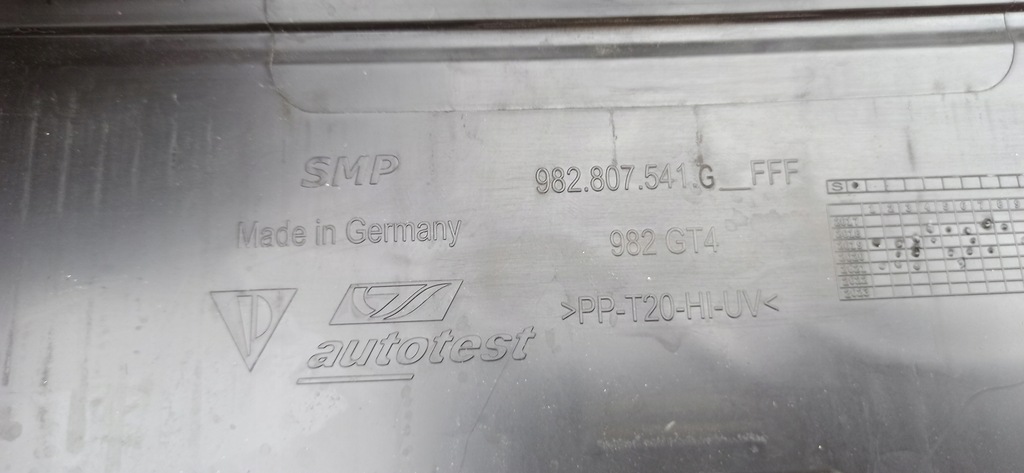 SMP
982.807.541.G__FFF
Made in Germany
982 GT4
>PP-T20-HI-UV<
autotest
S